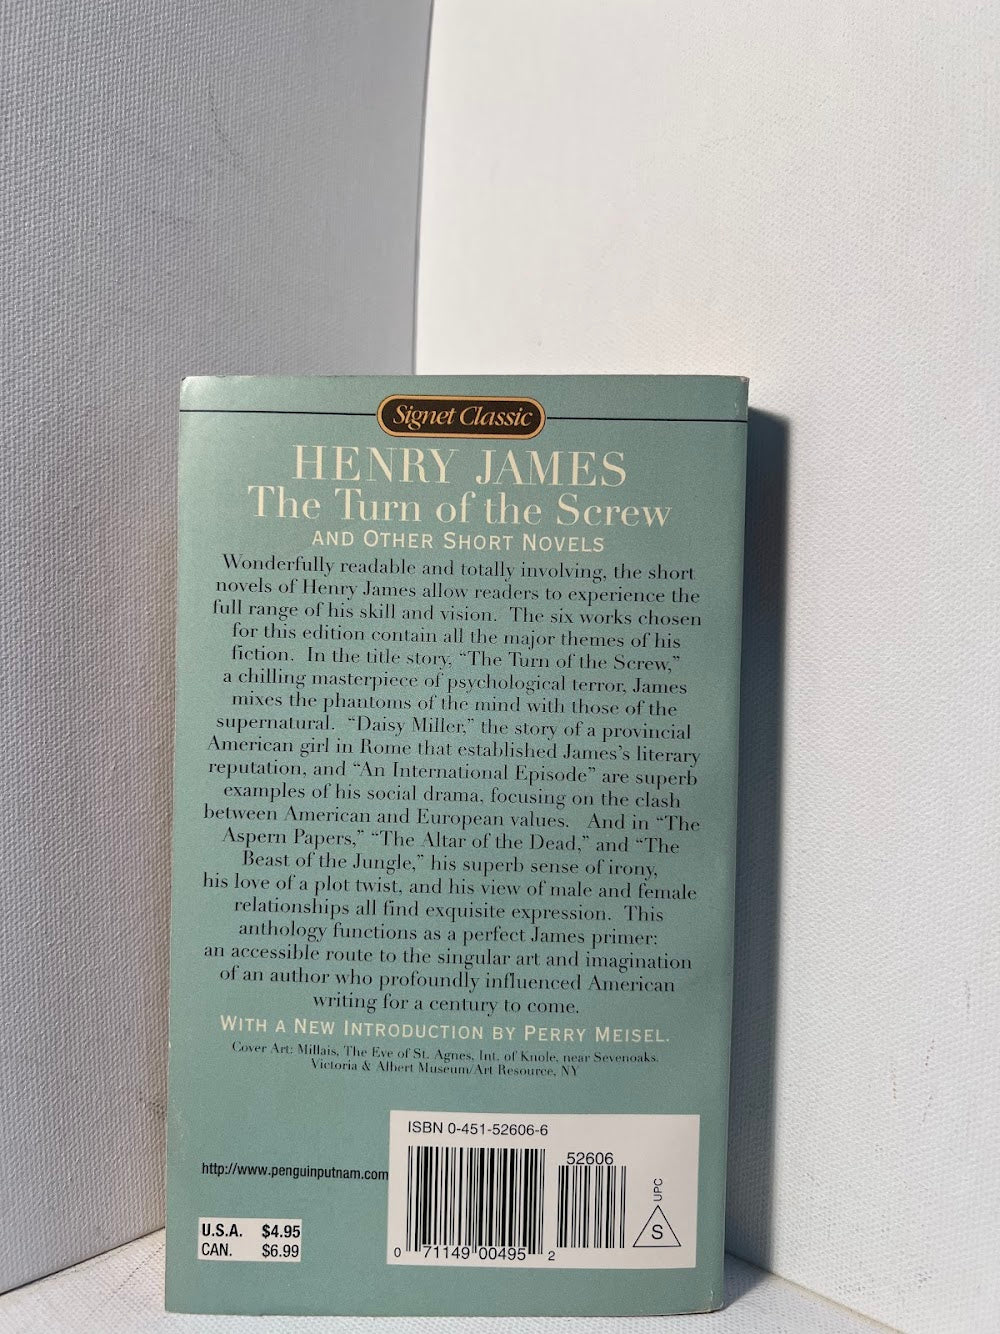 Signet Classic
HENRY JAMES
The Turn of the Screw
AND OTHER SHORT NOVELS
Wonderfully readable and totally involving, the short
novels of Henry James allow readers to experience the
full range of his skill and vision. The six works chosen
for this edition contain all the major themes of his
fiction. In the title story, “The Turn of the Screw,”
a chilling masterpiece of psychological terror, James
mixes the phantoms of the mind with those of the
supernatural. “Daisy Miller,” the story of a provincial
American girl in Rome that established James’s literary
reputation, and “An International Episode” are superb
examples of his social drama, focusing on the clash
between American and European values. And in “The
Aspern Papers,” “The Altar of the Dead,” and “The
Beast of the Jungle,” his superb sense of irony,
his love of a plot twist, and his view of male and female
relationships all find exquisite expression. This
anthology functions as a perfect James primer:
an accessible route to the singular art and imagination
of an author who profoundly influenced American
writing for a century to come.
WITH A NEW INTRODUCTION BY PERRY MEISEL.
Cover Art: Millais, The Eve of St. Agnes, Int. of Knole, near Sevenoaks.
Victoria & Albert Museum/Art Resource, NY
ISBN 0-451-52606-6
52606
http://www.penguinputnam.com
UPC
S
0 71149 00495 2
U.S.A. $4.95
CAN. $6.99